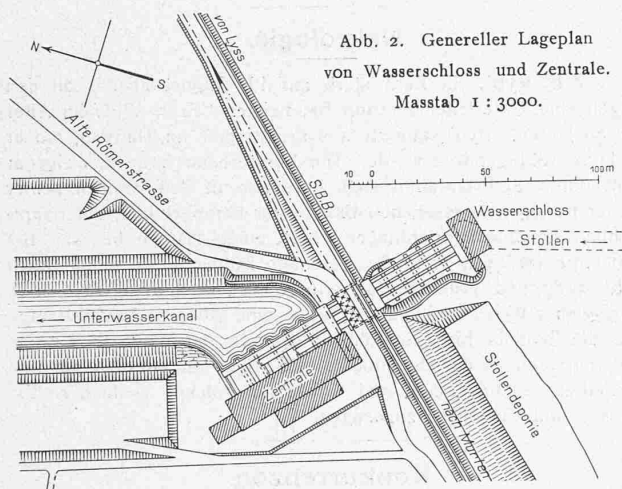 Abb. 2. Genereller Lageplan
von Wasserschloss und Zentrale.
Masstab 1 : 3000.
N
S
von Lyss
Alte Römerstrasse
S.B.B.
10 0 50 100m
Wasserschloss
Stollen
Unterwasserkanal
Zentrale
Stollendeponie
nach Murten